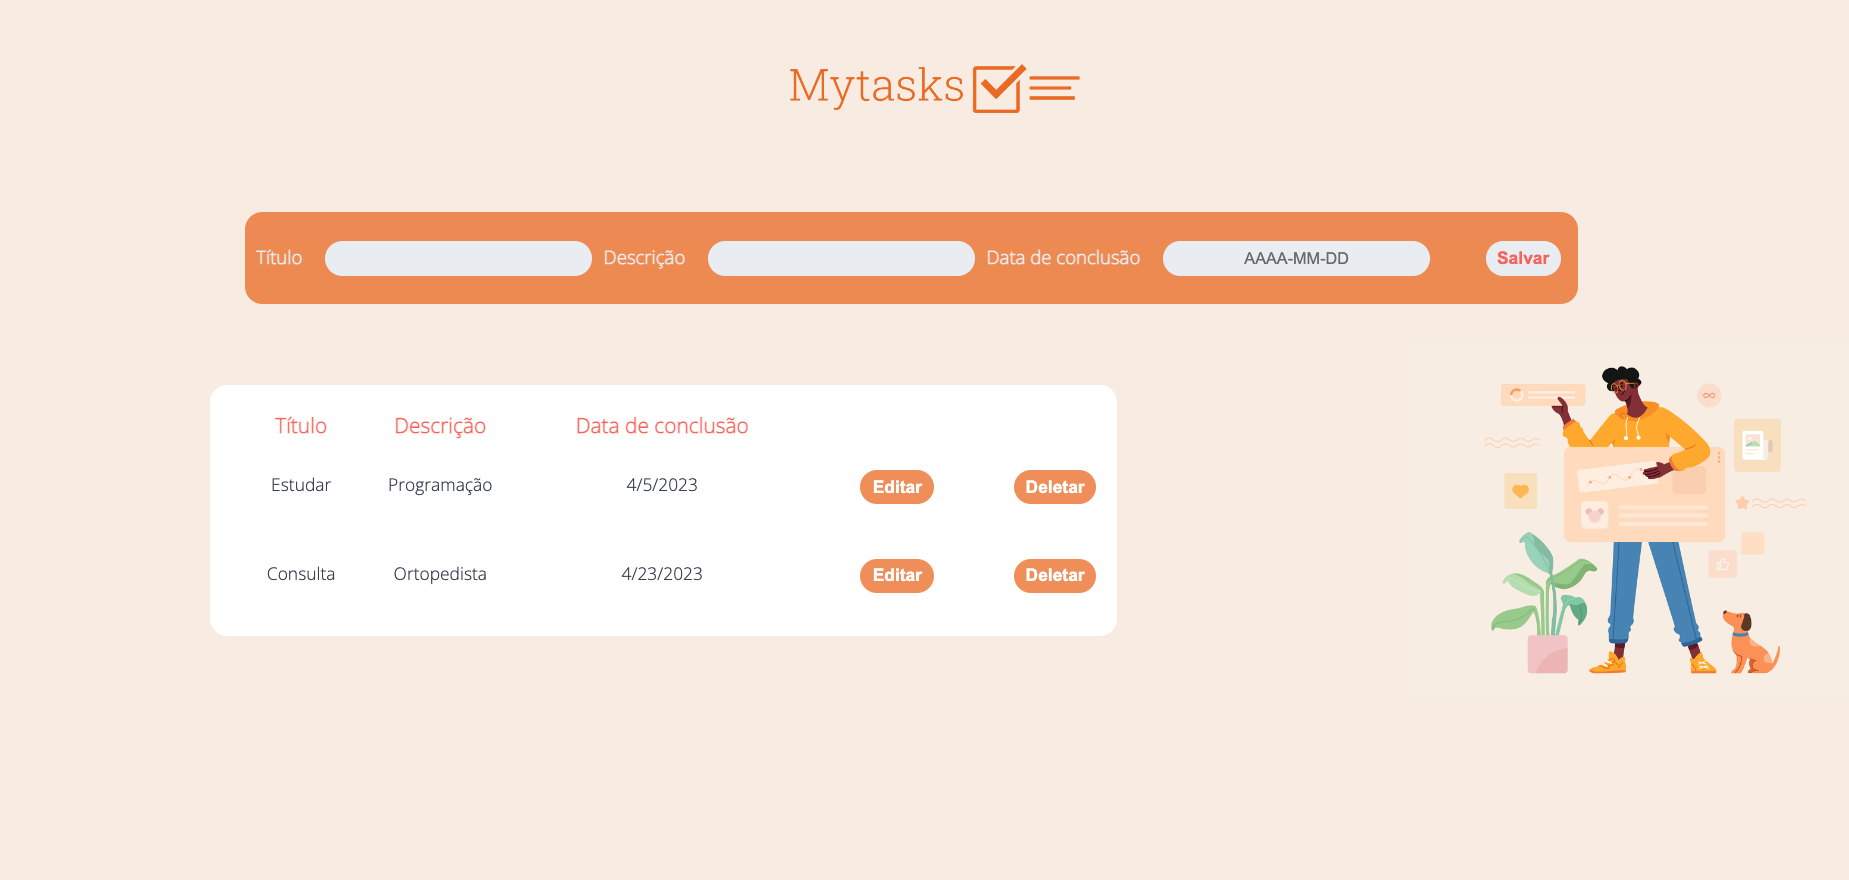 Mytasks
Título Descrição Data de conclusão AAAA-MM-DD Salvar
Título Descrição Data de conclusão
Estudar Programação 4/5/2023 Editar Deletar
Consulta Ortopedista 4/23/2023 Editar Deletar